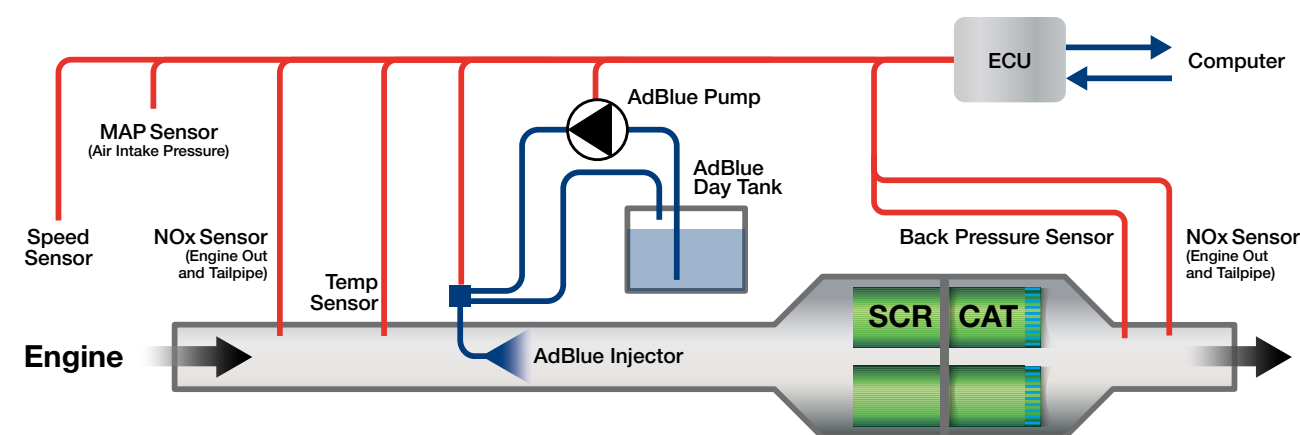 ECU
Computer
AdBlue Pump
MAP Sensor
(Air Intake Pressure)
AdBlue
Day Tank
Speed
Sensor
NOx Sensor
(Engine Out
and Tailpipe)
Temp
Sensor
Back Pressure Sensor
NOx Sensor
(Engine Out
and Tailpipe)
SCR CAT
Engine
AdBlue Injector